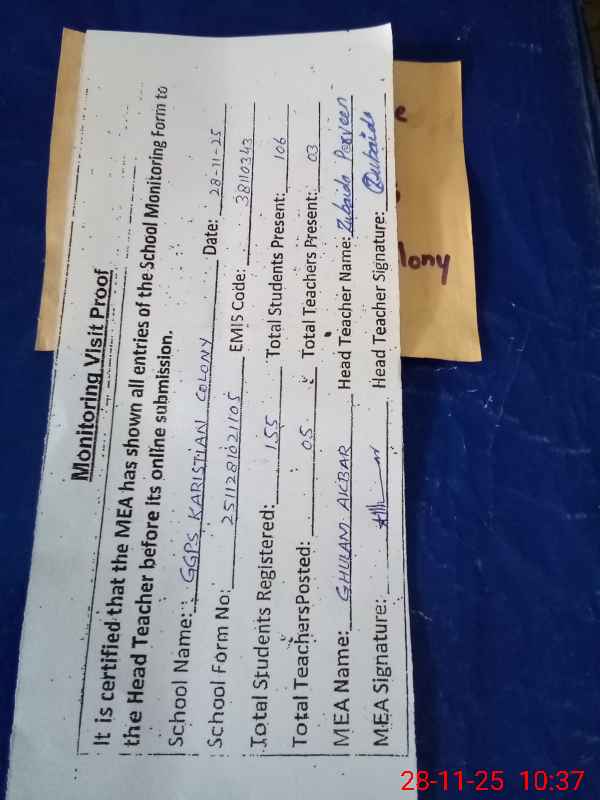 Monitoring Visit Proof
It is certified that the MEA has shown all entries of the School Monitoring Form to
the Head Teacher before its online submission.
School Name: GGPS KARISTIAN COLONY Date: 28-11-25
School Form No: 2511281021105 EMIS Code: 38110343
Total Students Registered: 155 Total Students Present: 106
Total TeachersPosted: 05 Total Teachers Present: 03
MEA Name: GHULAM AKBAR Head Teacher Name: Zubaida Parveen
MEA Signature: Head Teacher Signature: Zubaida
lony
28-11-25 10:37